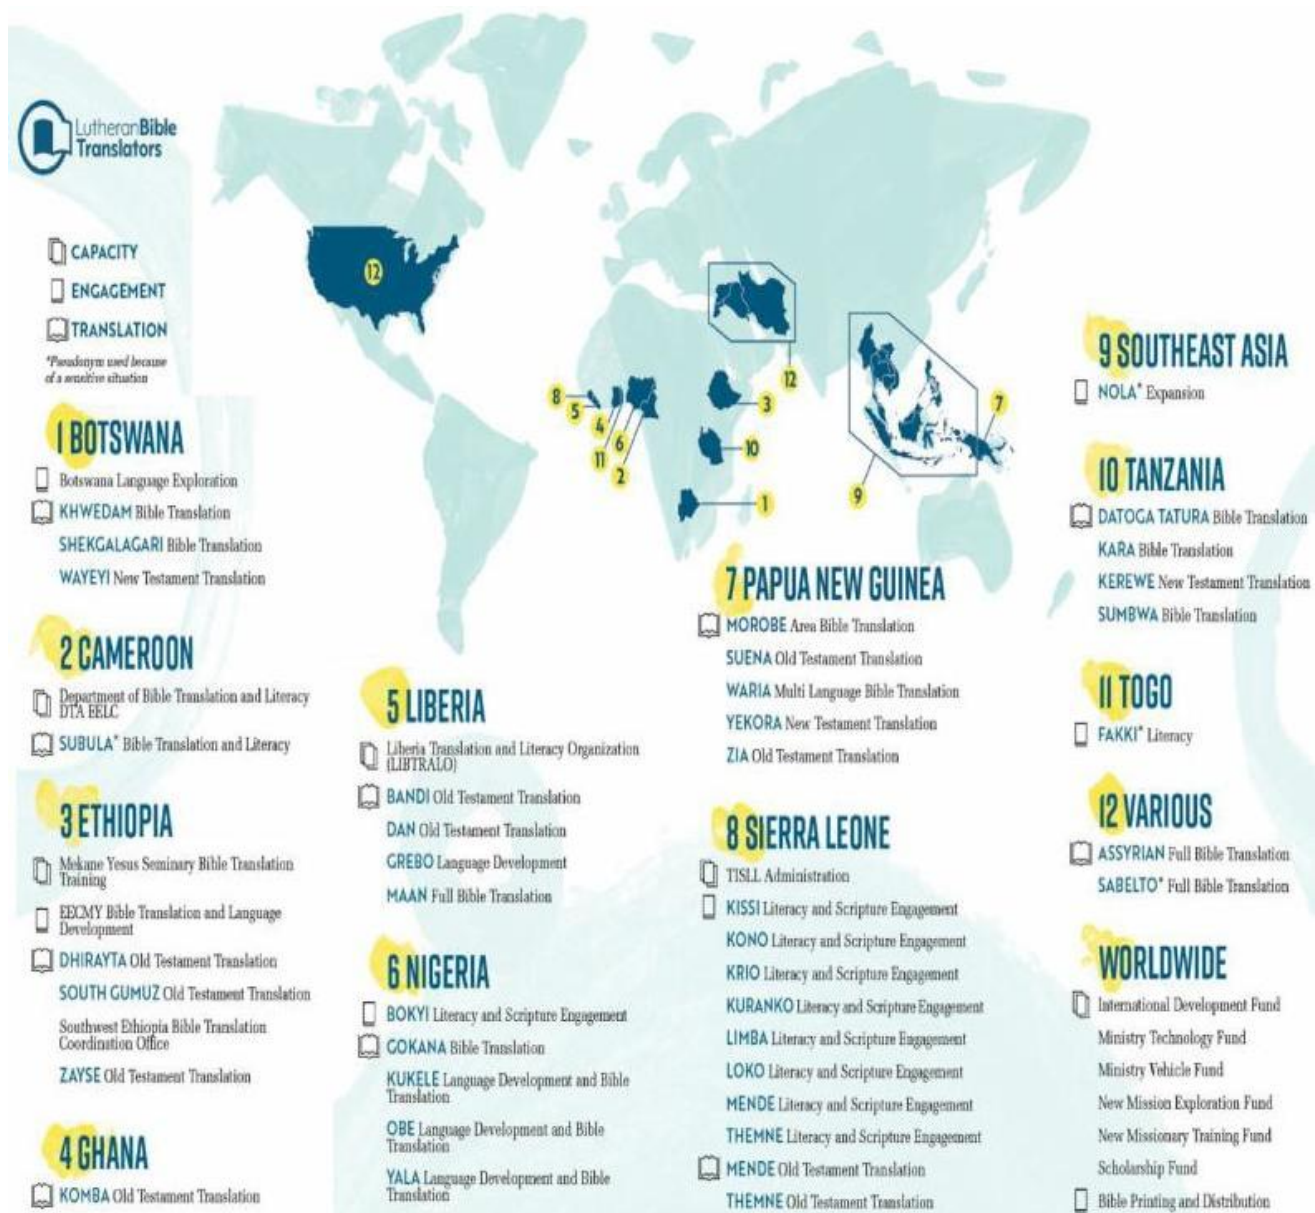 LutheranBible
Translators
CAPACITY
ENGAGEMENT
TRANSLATION
*Pseudonym used because
of a sensitive situation
1 BOTSWANA
Botswana Language Exploration
KHWEDAM Bible Translation
SHEKGALAGARI Bible Translation
WAYEYI New Testament Translation
2 CAMEROON
Department of Bible Translation and Literacy
DTA EELC
SUBULA* Bible Translation and Literacy
3 ETHIOPIA
Mekane Yesus Seminary Bible Translation
Training
EECMY Bible Translation and Language
Development
DHIRAYTA Old Testament Translation
SOUTH GUMUZ Old Testament Translation
Southwest Ethiopia Bible Translation
Coordination Office
ZAYSE Old Testament Translation
4 GHANA
KOMBA Old Testament Translation
5 LIBERIA
Liberia Translation and Literacy Organization
(LIBTRALO)
BANDI Old Testament Translation
DAN Old Testament Translation
GREBO Language Development
MAAN Full Bible Translation
6 NIGERIA
BOKYI Literacy and Scripture Engagement
GOKANA Bible Translation
KUKELE Language Development and Bible
Translation
OBE Language Development and Bible
Translation
YALA Language Development and Bible
Translation
7 PAPUA NEW GUINEA
MOROBE Area Bible Translation
SUENA Old Testament Translation
WARIA Multi Language Bible Translation
YEKORA New Testament Translation
ZIA Old Testament Translation
8 SIERRA LEONE
TISLL Administration
KISSI Literacy and Scripture Engagement
KONO Literacy and Scripture Engagement
KRIO Literacy and Scripture Engagement
KURANKO Literacy and Scripture Engagement
LIMBA Literacy and Scripture Engagement
LOKO Literacy and Scripture Engagement
MENDE Literacy and Scripture Engagement
THEMNE Literacy and Scripture Engagement
MENDE Old Testament Translation
THEMNE Old Testament Translation
9 SOUTHEAST ASIA
NOLA* Expansion
10 TANZANIA
DATOGA TATURA Bible Translation
KARA Bible Translation
KEREWE New Testament Translation
SUMBWA Bible Translation
11 TOGO
FAKKI* Literacy
12 VARIOUS
ASSYRIAN Full Bible Translation
SABELTO* Full Bible Translation
WORLDWIDE
International Development Fund
Ministry Technology Fund
Ministry Vehicle Fund
New Mission Exploration Fund
New Missionary Training Fund
Scholarship Fund
Bible Printing and Distribution
12
12
8
5
4
11
6
2
3
10
1
7
9